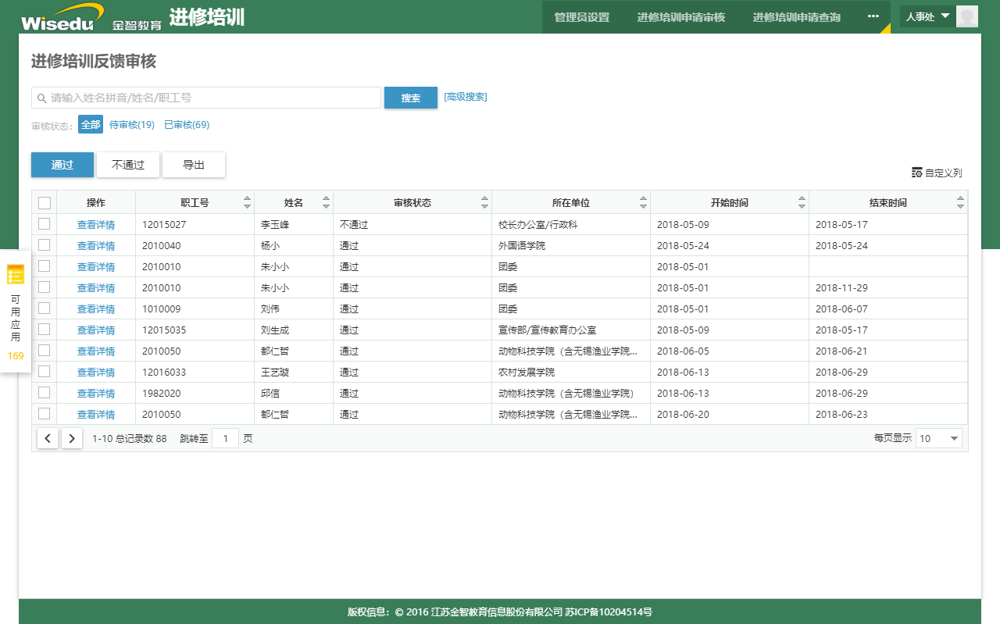 Wisedu 金智教育 进修培训
管理员设置 进修培训申请审核 进修培训申请查询 ··· 人事处
进修培训反馈审核
请输入姓名拼音/姓名/职工号 搜索 [高级搜索]
审核状态: 全部 待审核(19) 已审核(69)
通过 不通过 导出
自定义列
操作 职工号 姓名 审核状态 所在单位 开始时间 结束时间
查看详情 12015027 李玉峰 不通过 校长办公室/行政科 2018-05-09 2018-05-17
查看详情 2010040 杨小 通过 外国语学院 2018-05-24 2018-05-24
查看详情 2010010 朱小小 通过 团委 2018-05-01
查看详情 2010010 朱小小 通过 团委 2018-05-01 2018-11-29
查看详情 1010009 刘伟 通过 团委 2018-05-01 2018-06-07
查看详情 12015035 刘生成 通过 宣传部/宣传教育办公室 2018-05-09 2018-05-17
查看详情 2010050 都仁哲 通过 动物科技学院（含无锡渔业学院... 2018-06-05 2018-06-21
查看详情 12016033 王艺璇 通过 农村发展学院 2018-06-13 2018-06-29
查看详情 1982020 邱信 通过 动物科技学院（含无锡渔业学院） 2018-06-13 2018-06-29
查看详情 2010050 都仁哲 通过 动物科技学院（含无锡渔业学院... 2018-06-20 2018-06-23
1-10 总记录数 88 跳转至 1 页 每页显示 10
可用应用
169
版权信息：© 2016 江苏金智教育信息股份有限公司 苏ICP备10204514号